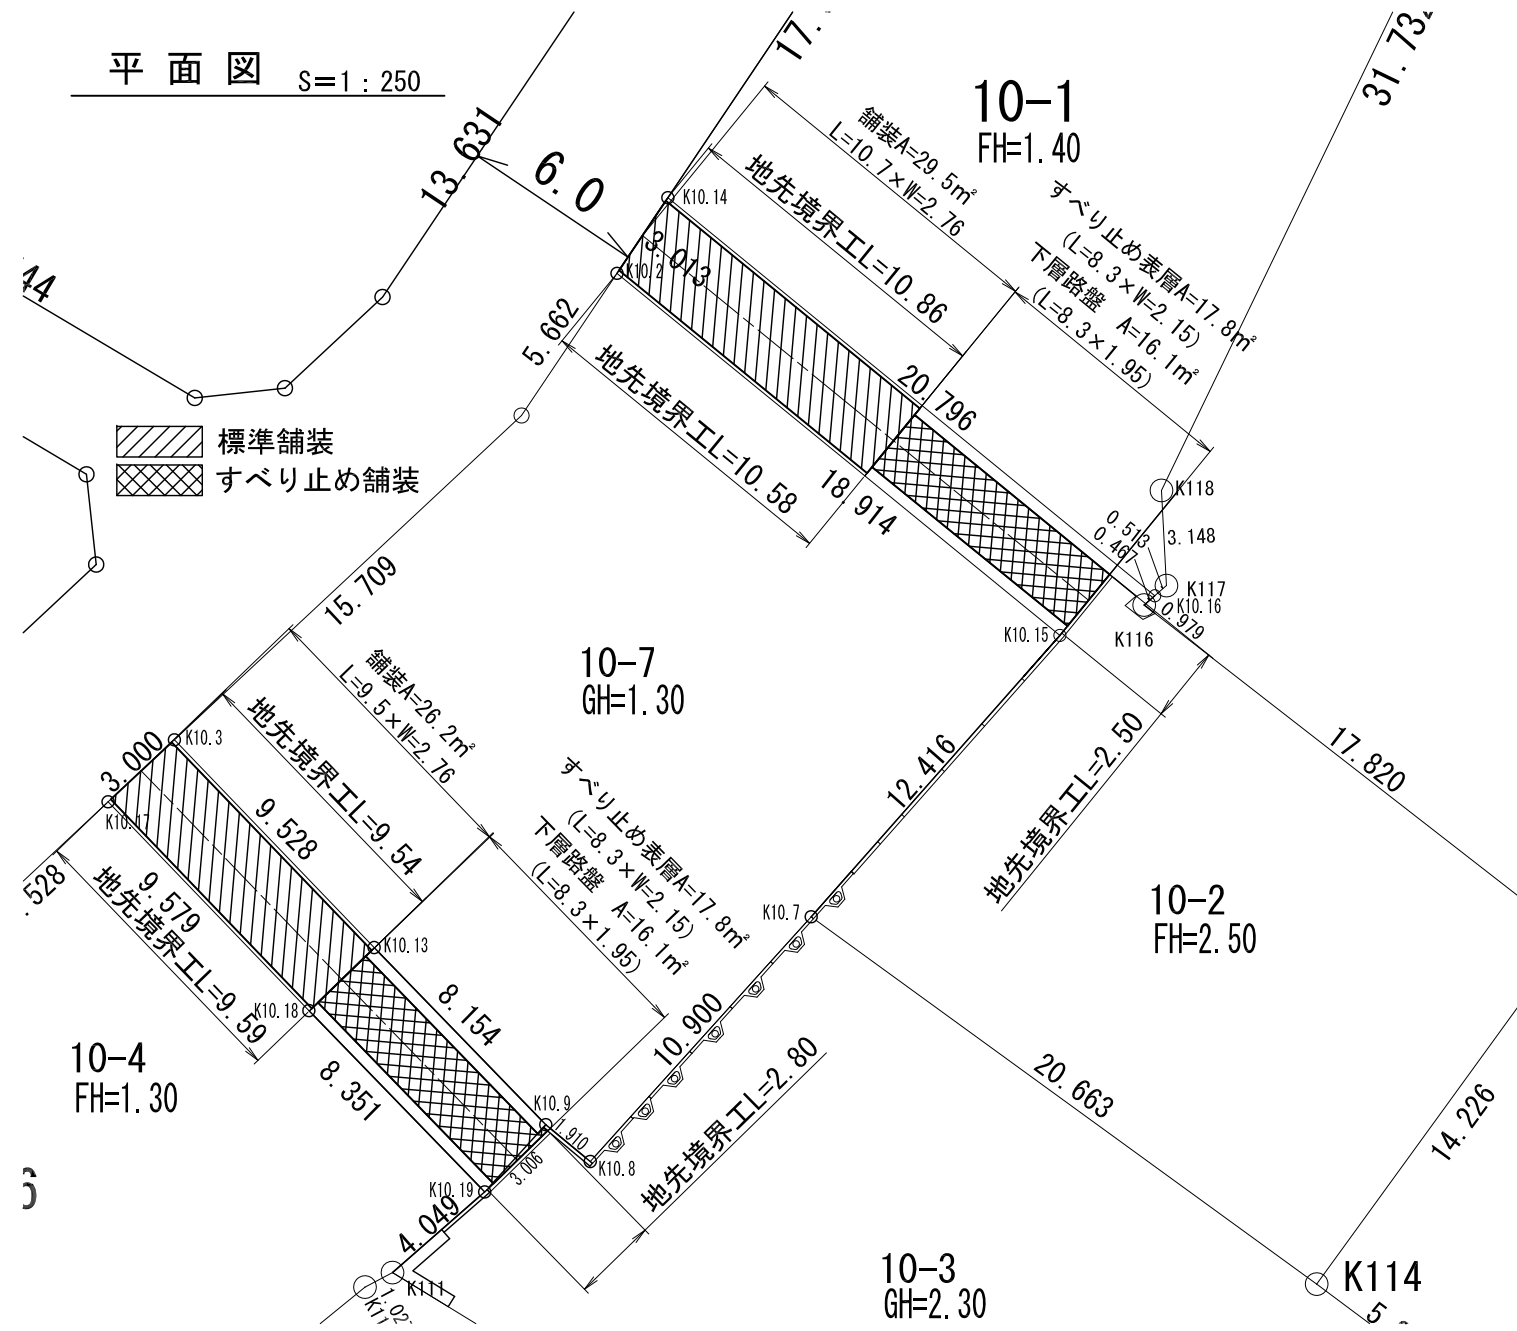 平面図 S=1:250
17.
31.732
13.631
6.0
10-1
FH=1.40
舗装A=29.5㎡
L=10.7×W=2.76
地先境界工L=10.86
すべり止め表層A=17.8㎡
(L=8.3×W=2.15)
下層路盤 A=16.1㎡
(L=8.3×1.95)
K10.14
3.013
K10.2
44
5.662
地先境界工L=10.58
20.796
18.914
標準舗装
すべり止め舗装
K118
0.513
0.467
3.148
K117
K10.16
0.979
K116
K10.15
15.709
10-7
GH=1.30
舗装A=26.2㎡
L=9.5×W=2.76
地先境界工L=9.54
すべり止め表層A=17.8㎡
(L=8.3×W=2.15)
下層路盤 A=16.1㎡
(L=8.3×1.95)
K10.3
3.000
K10.17
9.528
12.416
地先境界工L=2.50
17.820
.528
9.579
地先境界工L=9.59
K10.13
K10.7
10-2
FH=2.50
K10.18
8.154
10.900
10-4
FH=1.30
8.351
20.663
14.226
K10.9
1.910
K10.8
地先境界工L=2.80
3.006
K10.19
4.049
K111
K11
1.02
10-3
GH=2.30
K114
5.